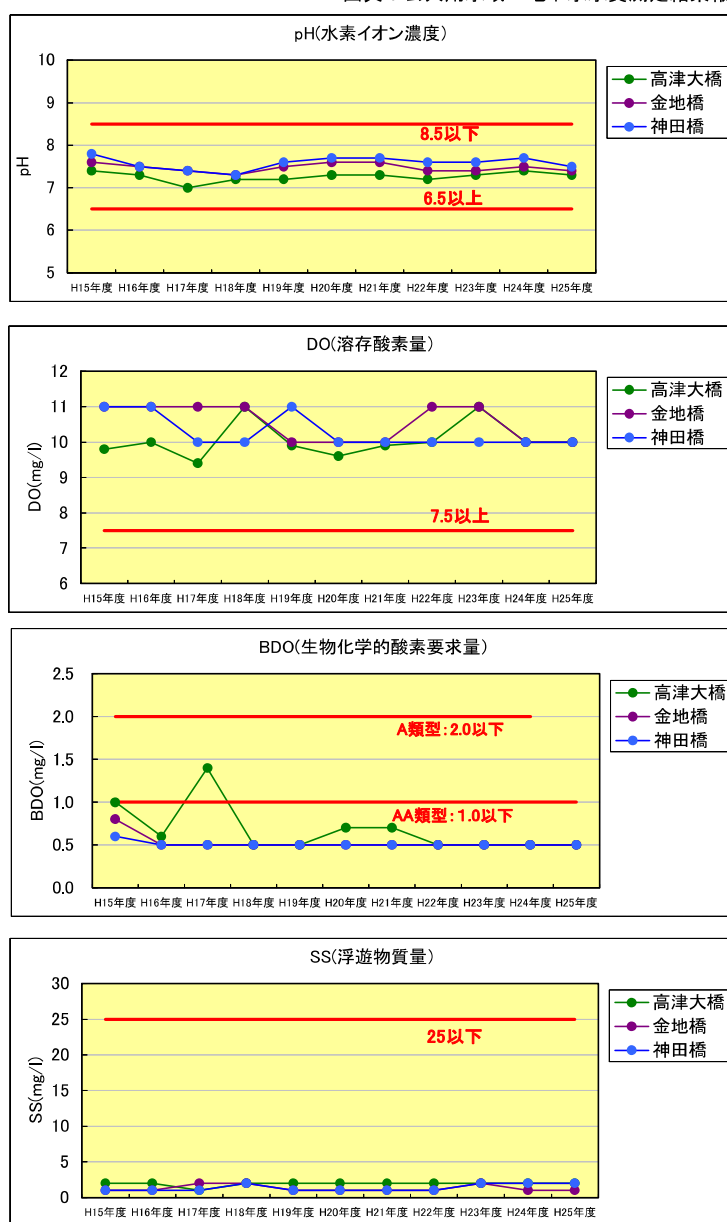 pH(水素イオン濃度)
10
9
8
7
6
5
pH
8.5以下
6.5以上
H15年度 H16年度 H17年度 H18年度 H19年度 H20年度 H21年度 H22年度 H23年度 H24年度 H25年度
高津大橋
金地橋
神田橋
DO(溶存酸素量)
12
11
10
9
8
7
6
DO(mg/l)
7.5以上
H15年度 H16年度 H17年度 H18年度 H19年度 H20年度 H21年度 H22年度 H23年度 H24年度 H25年度
高津大橋
金地橋
神田橋
BDO(生物化学的酸素要求量)
2.5
2.0
1.5
1.0
0.5
0.0
BDO(mg/l)
A類型:2.0以下
AA類型:1.0以下
H15年度 H16年度 H17年度 H18年度 H19年度 H20年度 H21年度 H22年度 H23年度 H24年度 H25年度
高津大橋
金地橋
神田橋
SS(浮遊物質量)
30
25
20
15
10
5
0
SS(mg/l)
25以下
H15年度 H16年度 H17年度 H18年度 H19年度 H20年度 H21年度 H22年度 H23年度 H24年度 H25年度
高津大橋
金地橋
神田橋